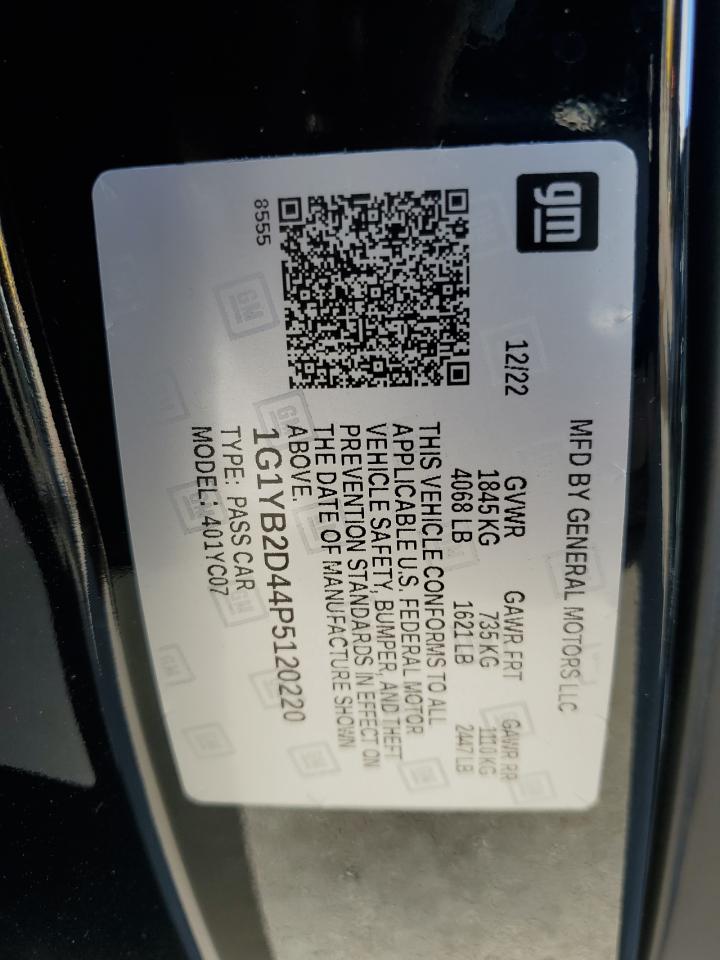 gm
MFD BY GENERAL MOTORS LLC
12/22 GVWR GAWR FRT GAWR RR
1845 KG 735 KG 1110 KG
4068 LB 1621 LB 2447 LB
THIS VEHICLE CONFORMS TO ALL
APPLICABLE U.S. FEDERAL MOTOR
VEHICLE SAFETY, BUMPER, AND THEFT
PREVENTION STANDARDS IN EFFECT ON
THE DATE OF MANUFACTURE SHOWN
ABOVE.
1G1YB2D44P5120220
TYPE: PASS CAR
MODEL: 401YC07
8555